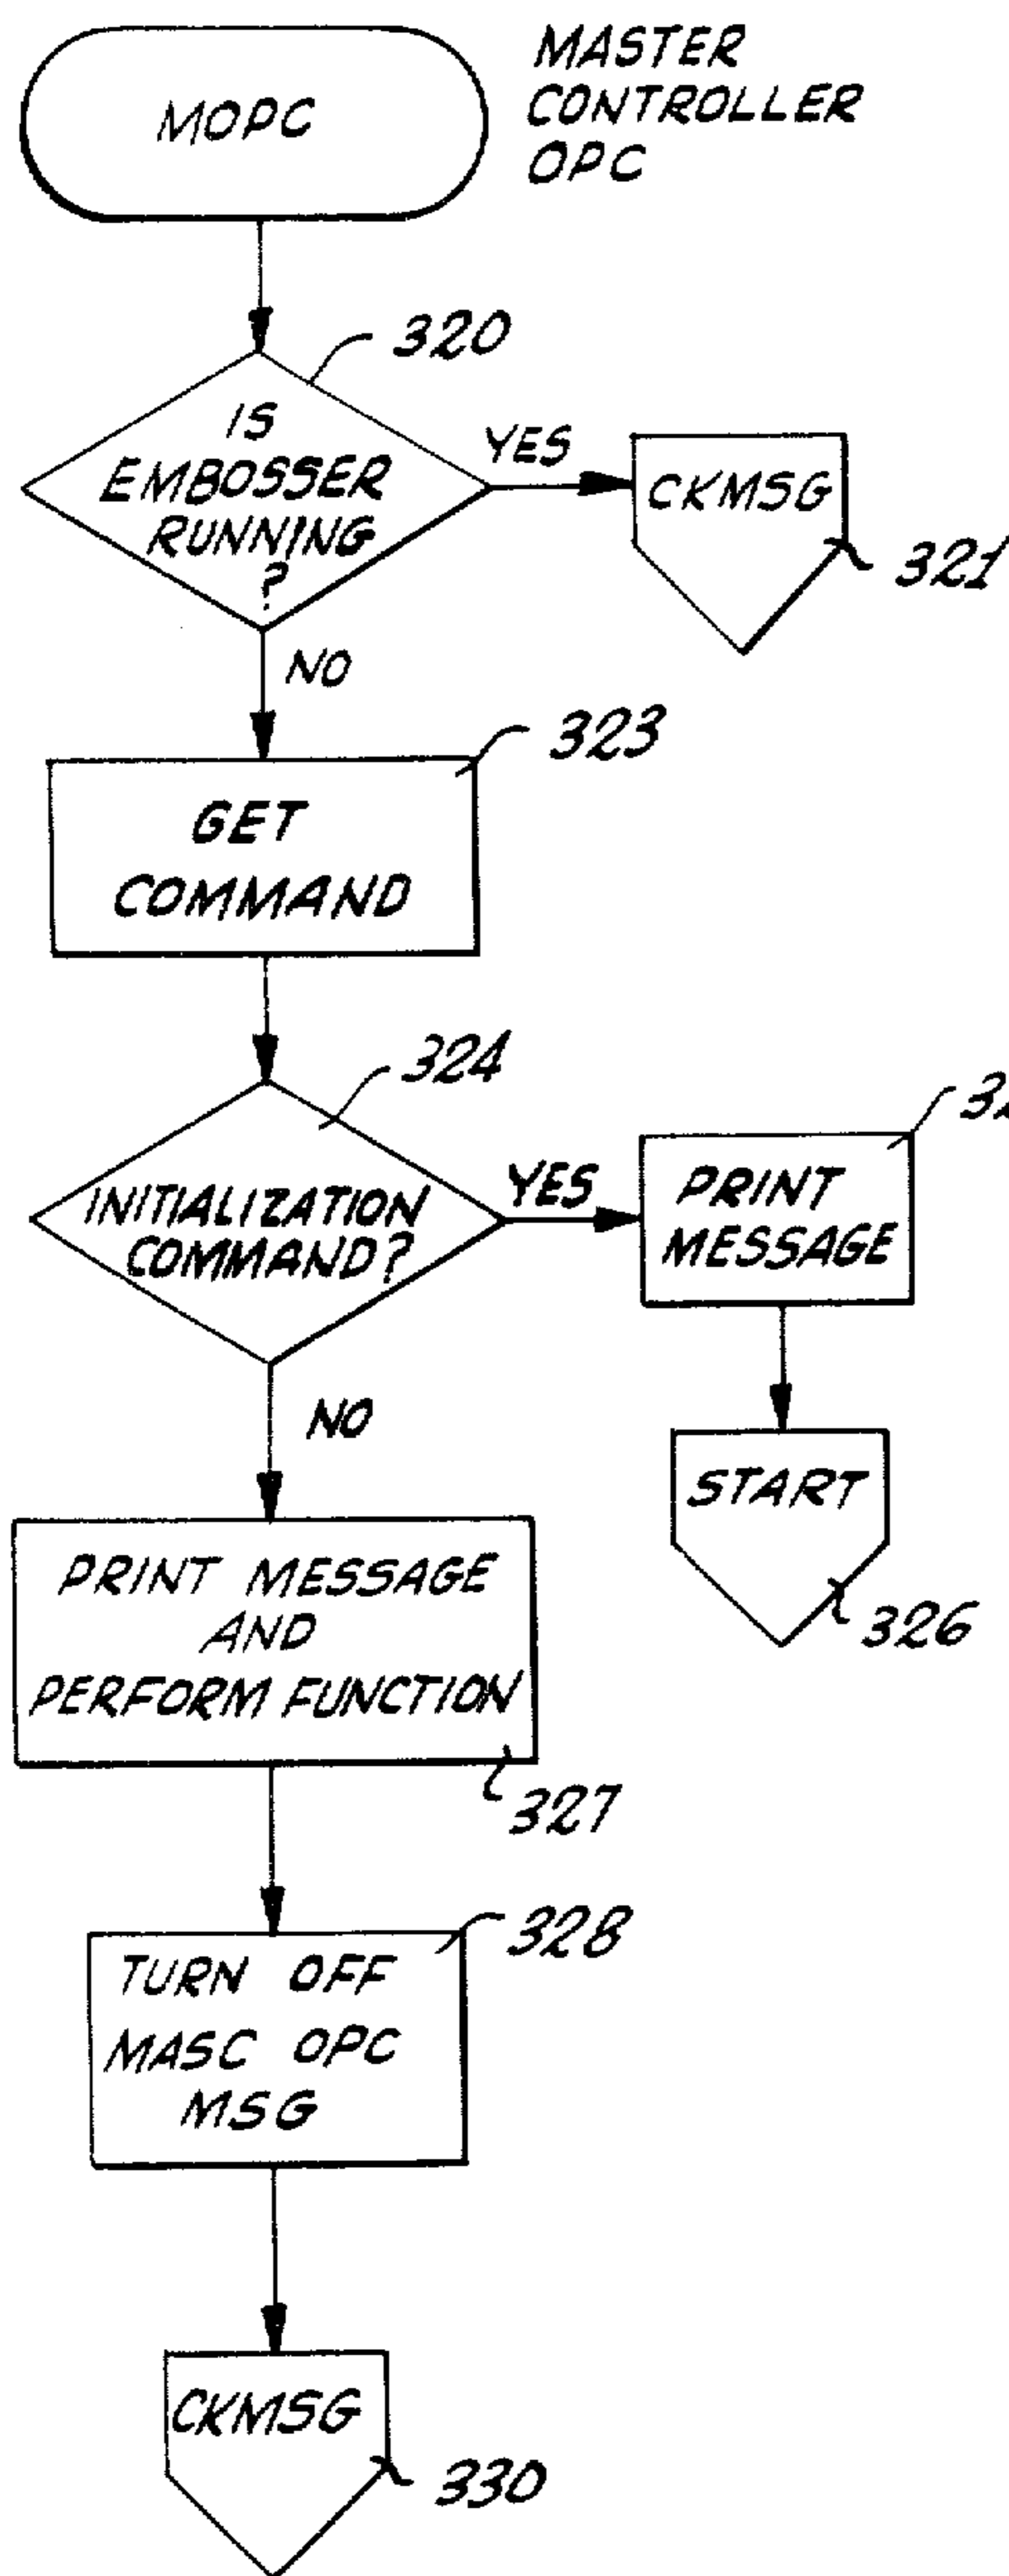 MOPC
MASTER
CONTROLLER
OPC
320
IS
EMBOSSER
RUNNING
?
YES
CKMSG
321
NO
323
GET
COMMAND
324
INITIALIZATION
COMMAND?
YES
PRINT
MESSAGE
NO
START
326
PRINT MESSAGE
AND
PERFORM FUNCTION
327
328
TURN OFF
MASC OPC
MSG
CKMSG
330